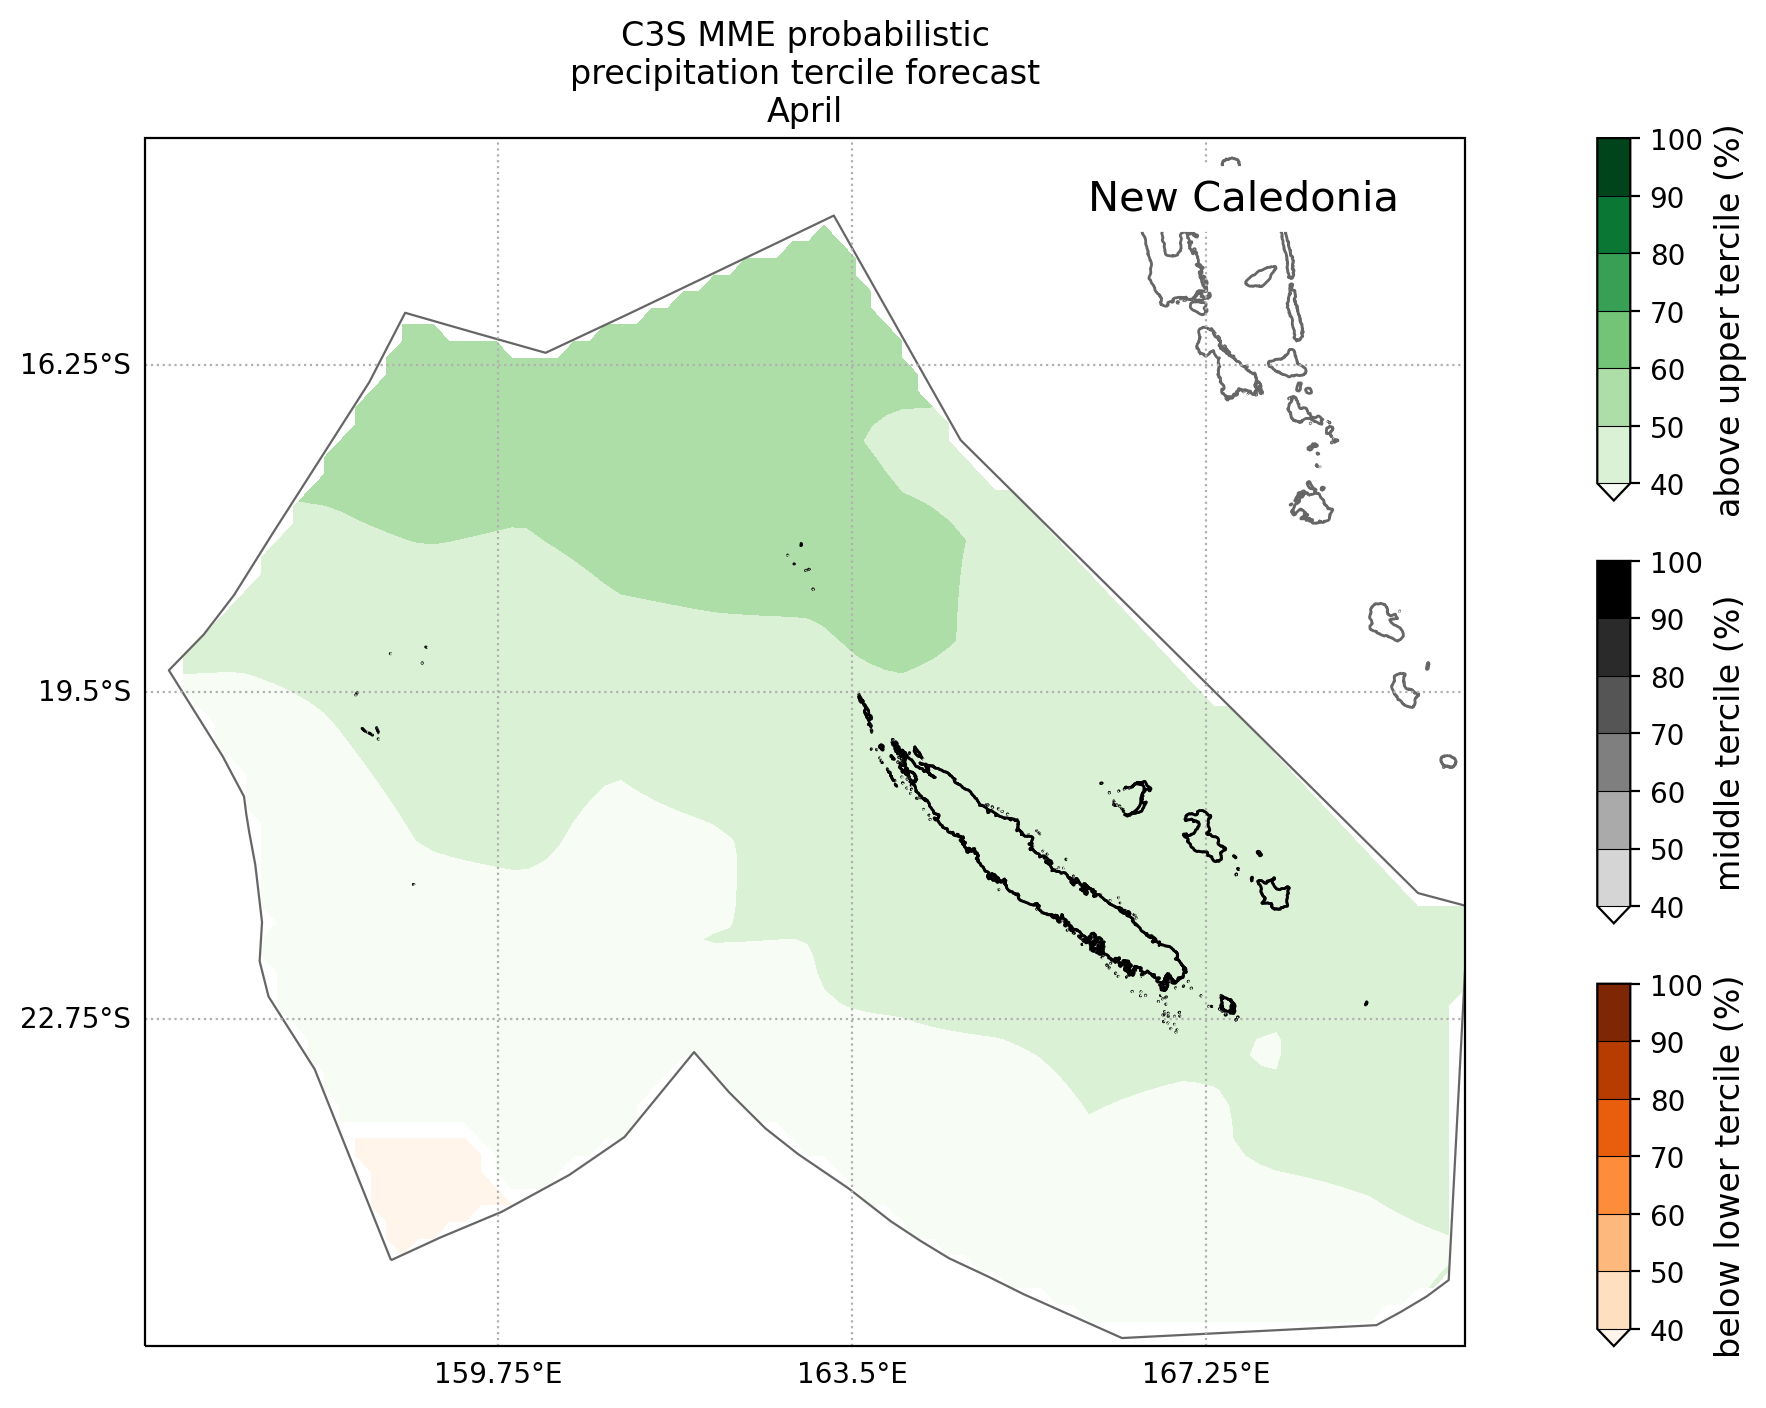 C3S MME probabilistic
precipitation tercile forecast
April
New Caledonia
16.25°S
19.5°S
22.75°S
159.75°E
163.5°E
167.25°E
100
90
80
70
60
50
40
above upper tercile (%)
100
90
80
70
60
50
40
middle tercile (%)
100
90
80
70
60
50
40
below lower tercile (%)